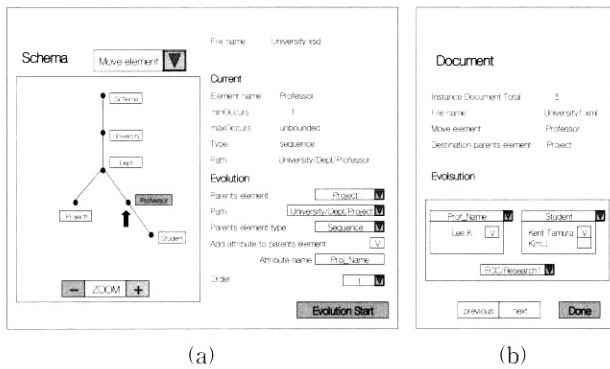 File name University.xsd
Schema Move element
Current
Element name Professor
minOccurs 1
maxOccurs unbounded
Type sequence
Path University/Dept/Professor
Schema
University
Dept
Professor
Project
Student
− ZOOM +
Evolution
Parents element Project
Path University/Dept/Project
Parents element type Sequence
Add attribute to parents element V
Attribute name Proj_Name
Order 1
Evolution Start
(a)
Document
Instance Document Total 5
File name University1.xml
Move element Professor
Destination parents element Project
Evolsution
Prof_Name Student
Lee K V Kent Tamura V
Kim.J
ECC/Research1
previous next Done
(b)